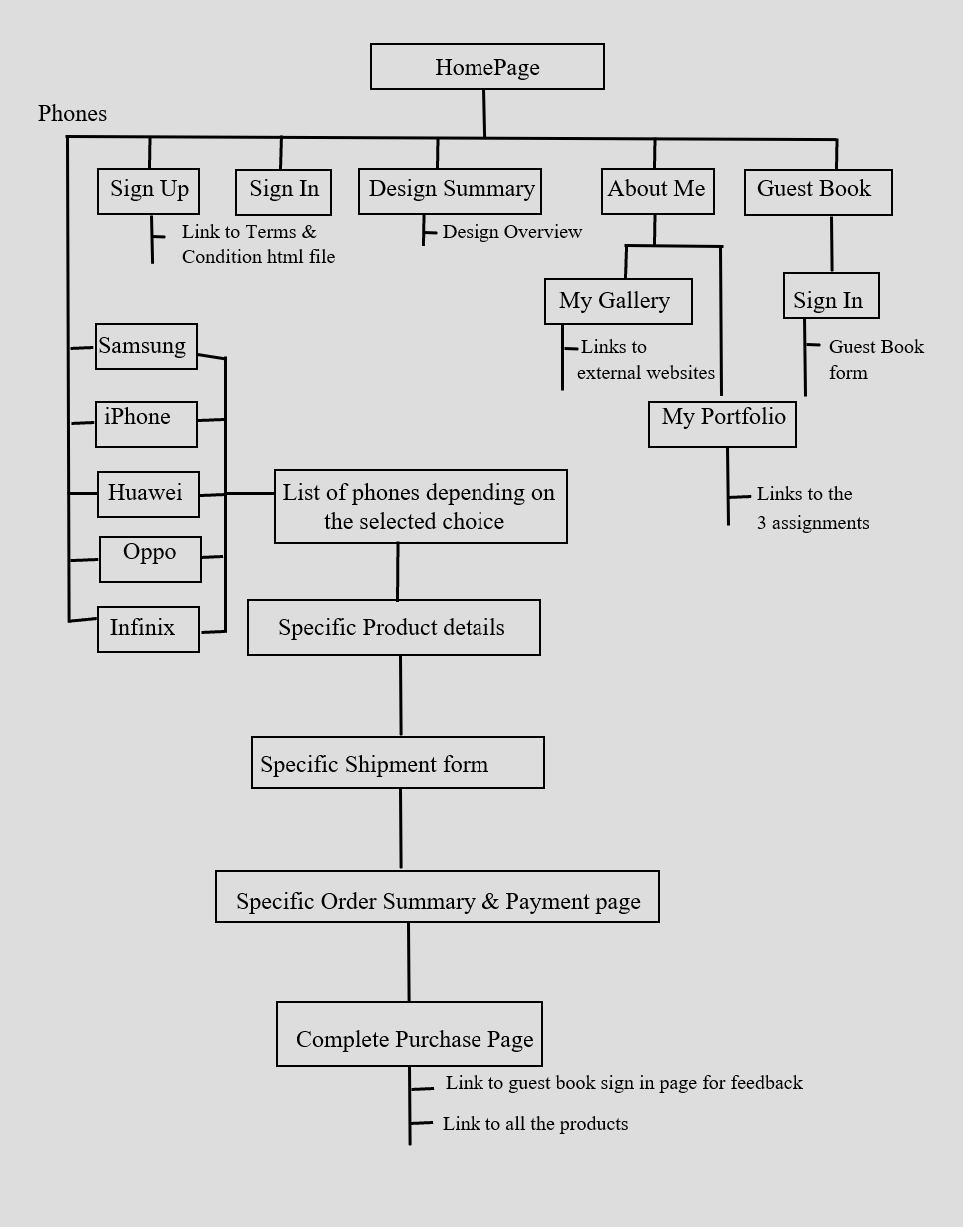 HomePage
Phones
Sign Up
Sign In
Design Summary
About Me
Guest Book
Link to Terms &
Condition html file
Design Overview
My Gallery
Sign In
Links to
external websites
Guest Book
form
My Portfolio
Links to the
3 assignments
Samsung
iPhone
Huawei
Oppo
Infinix
List of phones depending on
the selected choice
Specific Product details
Specific Shipment form
Specific Order Summary & Payment page
Complete Purchase Page
Link to guest book sign in page for feedback
Link to all the products